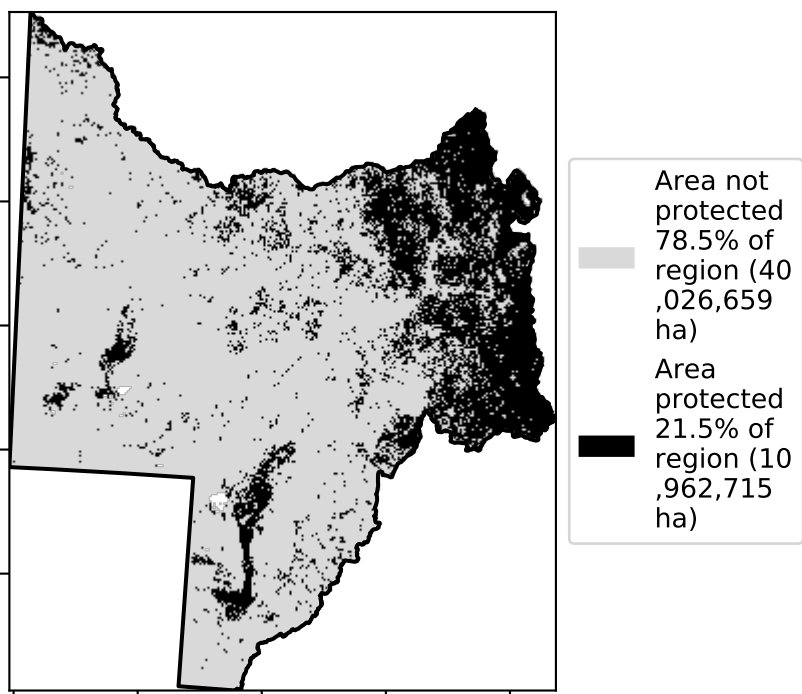 Area not
protected
78.5% of
region (40
,026,659
ha)
Area
protected
21.5% of
region (10
,962,715
ha)